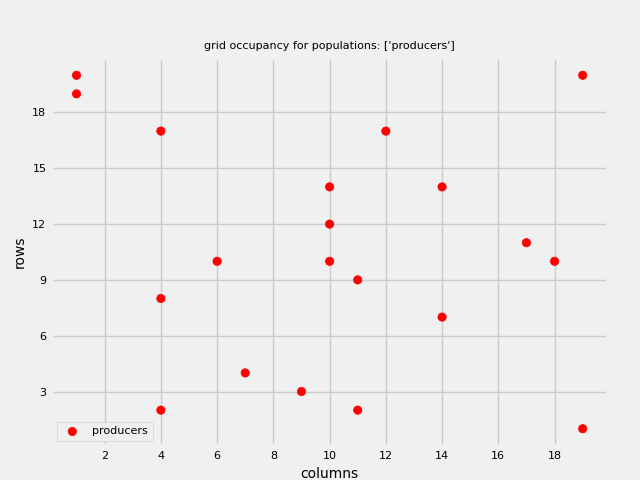 grid occupancy for populations: ['producers']
rows
18
15
12
9
6
3
producers
2 4 6 8 10 12 14 16 18
columns